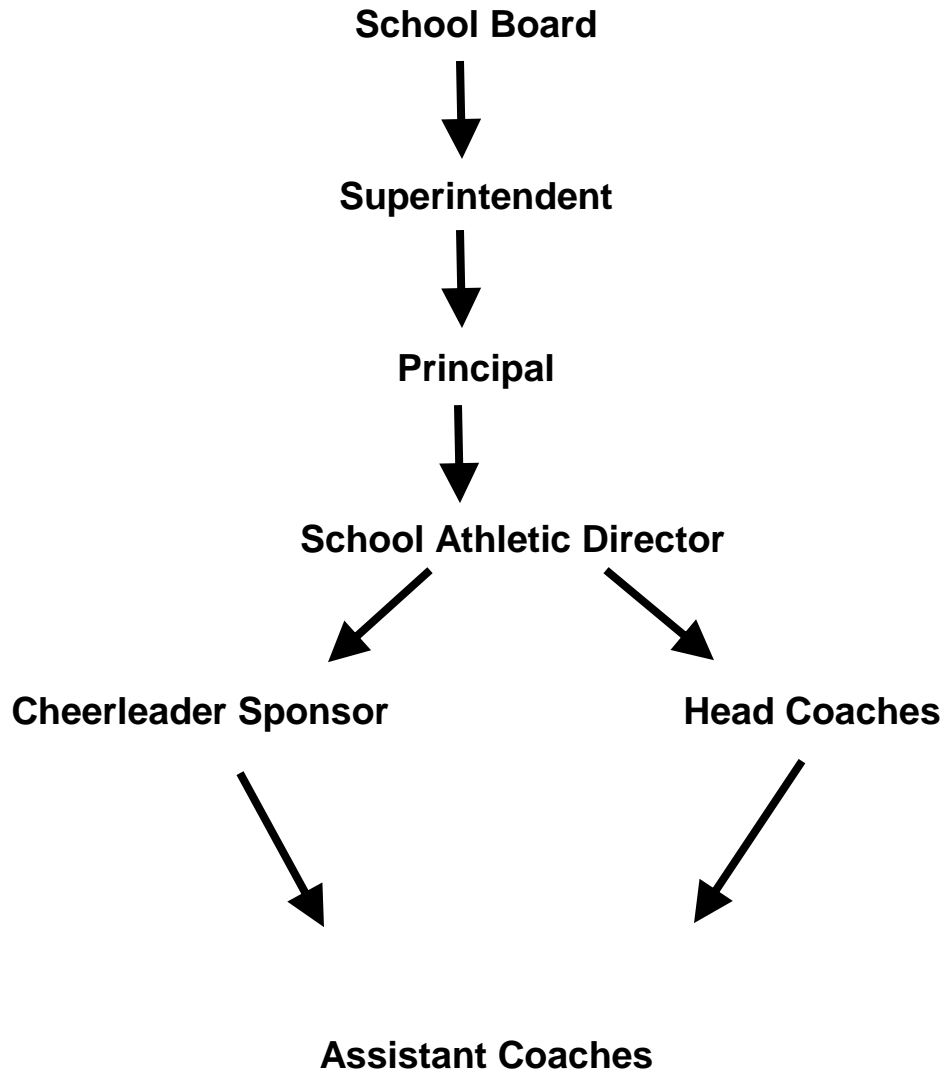 School Board
Superintendent
Principal
School Athletic Director
Cheerleader Sponsor
Head Coaches
Assistant Coaches